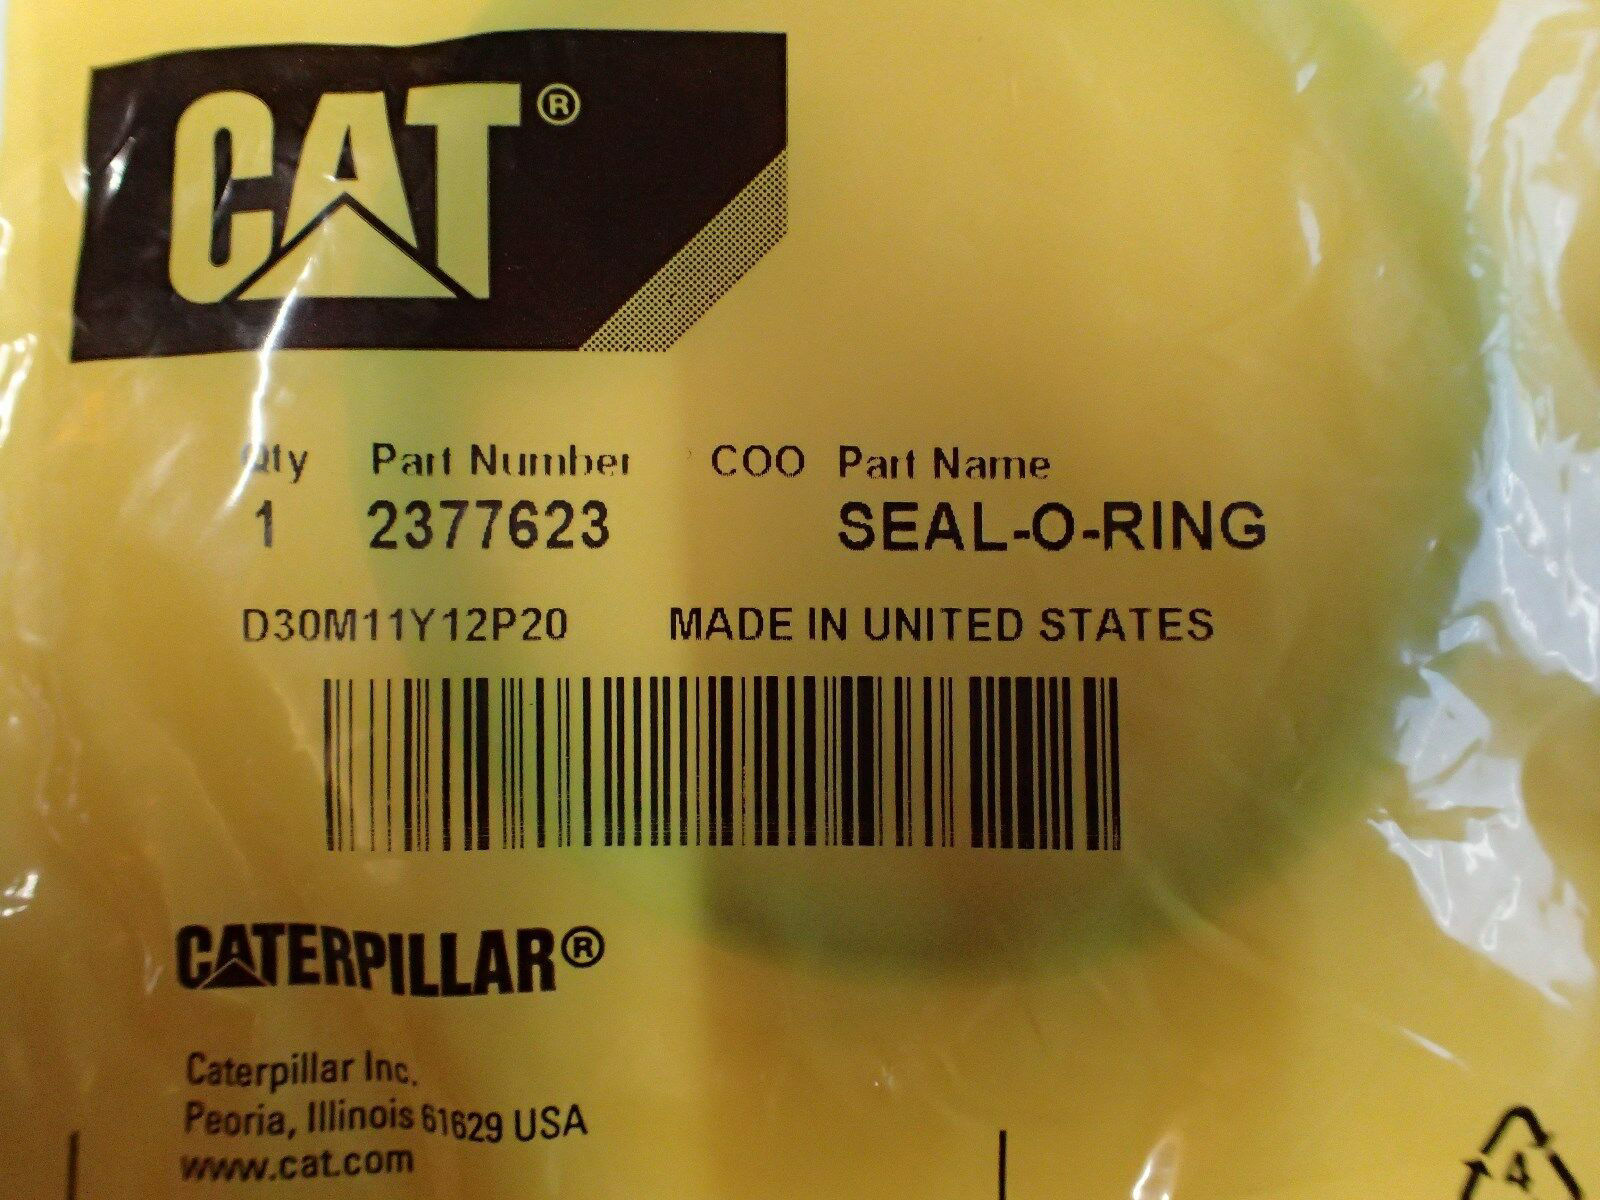 CAT®
Qty Part Number COO Part Name
1 2377623 SEAL-O-RING
D30M11Y12P20 MADE IN UNITED STATES
CATERPILLAR®
Caterpillar Inc.
Peoria, Illinois 61629 USA
www.cat.com
4